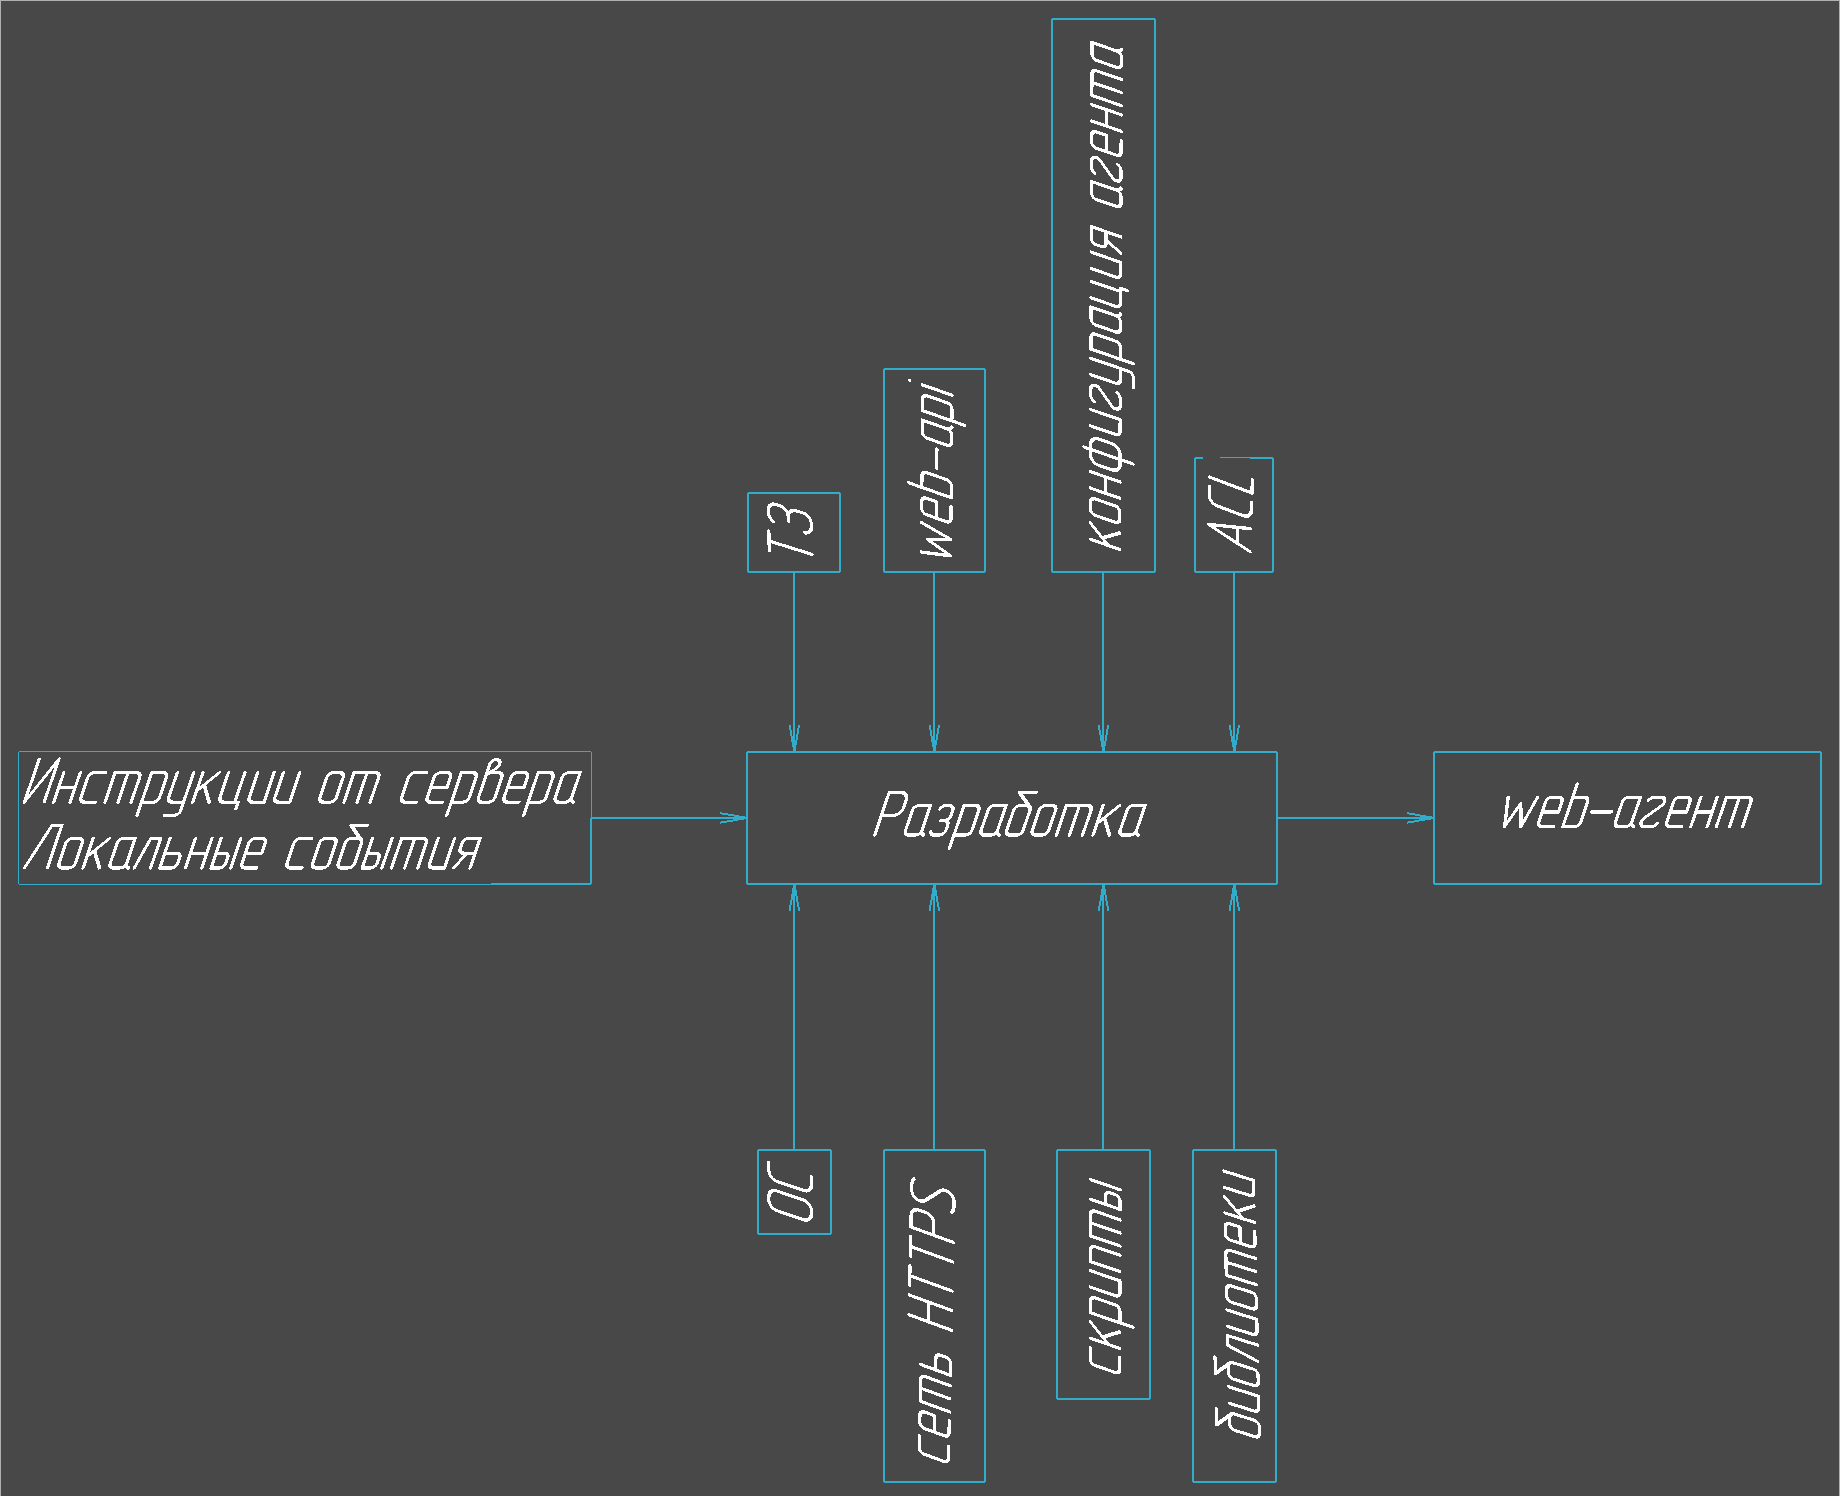 конфигурация агента
web-api
ACL
ТЗ
Инструкции от сервера
Локальные события
Разработка
web-агент
ОС
сеть HTTPS
скрипты
библиотеки